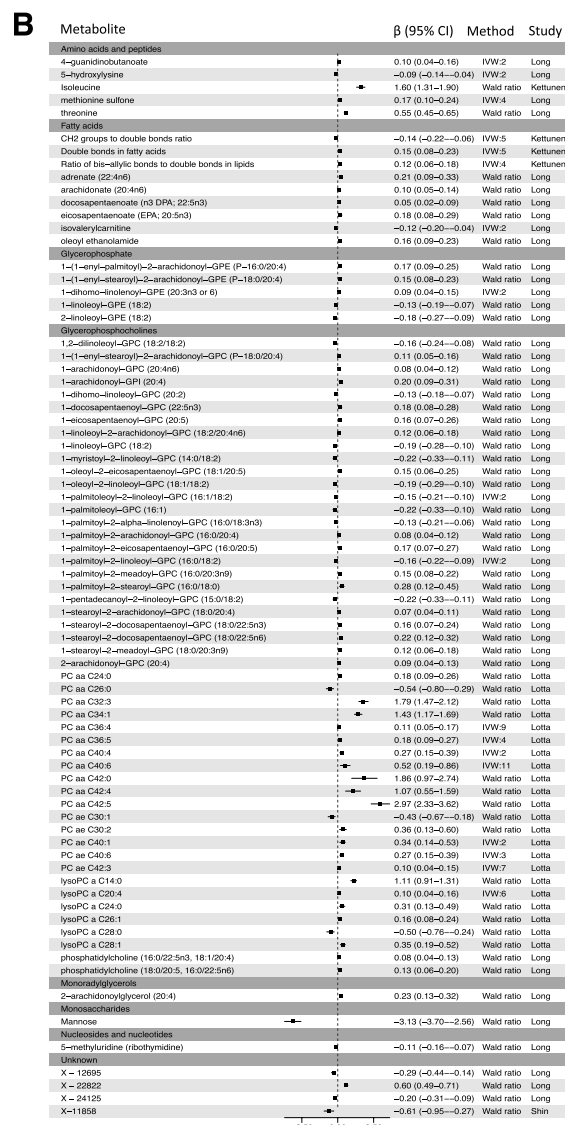 B
Metabolite β (95% CI) Method Study
Amino acids and peptides
4−guanidinobutanoate 0.10 (0.04−0.16) IVW:2 Long
5−hydroxylysine −0.09 (−0.14−−0.04) IVW:2 Long
Isoleucine 1.60 (1.31−1.90) Wald ratio Kettunen
methionine sulfone 0.17 (0.10−0.24) IVW:4 Long
threonine 0.55 (0.45−0.65) Wald ratio Long
Fatty acids
CH2 groups to double bonds ratio −0.14 (−0.22−−0.06) IVW:5 Kettunen
Double bonds in fatty acids 0.15 (0.08−0.23) IVW:5 Kettunen
Ratio of bis−allylic bonds to double bonds in lipids 0.12 (0.06−0.18) IVW:4 Kettunen
adrenate (22:4n6) 0.21 (0.09−0.33) Wald ratio Long
arachidonate (20:4n6) 0.10 (0.05−0.14) Wald ratio Long
docosapentaenoate (n3 DPA; 22:5n3) 0.05 (0.02−0.09) Wald ratio Long
eicosapentaenoate (EPA; 20:5n3) 0.18 (0.08−0.29) Wald ratio Long
isovalerylcarnitine −0.12 (−0.20−−0.04) IVW:2 Long
oleoyl ethanolamide 0.16 (0.09−0.23) Wald ratio Long
Glycerophosphate
1−(1−enyl−palmitoyl)−2−arachidonoyl−GPE (P−16:0/20:4) 0.17 (0.09−0.25) Wald ratio Long
1−(1−enyl−stearoyl)−2−arachidonoyl−GPE (P−18:0/20:4) 0.15 (0.08−0.23) Wald ratio Long
1−dihomo−linolenoyl−GPE (20:3n3 or 6) 0.09 (0.04−0.15) IVW:2 Long
1−linoleoyl−GPE (18:2) −0.13 (−0.19−−0.07) Wald ratio Long
2−linoleoyl−GPE (18:2) −0.18 (−0.27−−0.09) Wald ratio Long
Glycerophosphocholines
1,2−dilinoleoyl−GPC (18:2/18:2) −0.16 (−0.24−−0.08) Wald ratio Long
1−(1−enyl−stearoyl)−2−arachidonoyl−GPC (P−18:0/20:4) 0.11 (0.05−0.16) Wald ratio Long
1−arachidonoyl−GPC (20:4n6) 0.08 (0.04−0.12) Wald ratio Long
1−arachidonoyl−GPI (20:4) 0.20 (0.09−0.31) Wald ratio Long
1−dihomo−linoleoyl−GPC (20:2) −0.13 (−0.18−−0.07) Wald ratio Long
1−docosapentaenoyl−GPC (22:5n3) 0.18 (0.08−0.28) Wald ratio Long
1−eicosapentaenoyl−GPC (20:5) 0.16 (0.07−0.26) Wald ratio Long
1−linoleoyl−2−arachidonoyl−GPC (18:2/20:4n6) 0.12 (0.06−0.18) Wald ratio Long
1−linoleoyl−GPC (18:2) −0.19 (−0.28−−0.10) Wald ratio Long
1−myristoyl−2−linoleoyl−GPC (14:0/18:2) −0.22 (−0.33−−0.11) Wald ratio Long
1−oleoyl−2−eicosapentaenoyl−GPC (18:1/20:5) 0.15 (0.06−0.25) Wald ratio Long
1−oleoyl−2−linoleoyl−GPC (18:1/18:2) −0.19 (−0.29−−0.10) Wald ratio Long
1−palmitoleoyl−2−linoleoyl−GPC (16:1/18:2) −0.15 (−0.21−−0.10) IVW:2 Long
1−palmitoleoyl−GPC (16:1) −0.22 (−0.33−−0.10) Wald ratio Long
1−palmitoyl−2−alpha−linolenoyl−GPC (16:0/18:3n3) −0.13 (−0.21−−0.06) Wald ratio Long
1−palmitoyl−2−arachidonoyl−GPC (16:0/20:4) 0.08 (0.04−0.12) Wald ratio Long
1−palmitoyl−2−eicosapentaenoyl−GPC (16:0/20:5) 0.17 (0.07−0.27) Wald ratio Long
1−palmitoyl−2−linoleoyl−GPC (16:0/18:2) −0.16 (−0.22−−0.09) IVW:2 Long
1−palmitoyl−2−meadoyl−GPC (16:0/20:3n9) 0.15 (0.08−0.22) Wald ratio Long
1−palmitoyl−2−stearoyl−GPC (16:0/18:0) 0.28 (0.12−0.45) Wald ratio Long
1−pentadecanoyl−2−linoleoyl−GPC (15:0/18:2) −0.22 (−0.33−−0.11) Wald ratio Long
1−stearoyl−2−arachidonoyl−GPC (18:0/20:4) 0.07 (0.04−0.11) Wald ratio Long
1−stearoyl−2−docosapentaenoyl−GPC (18:0/22:5n3) 0.16 (0.07−0.24) Wald ratio Long
1−stearoyl−2−docosapentaenoyl−GPC (18:0/22:5n6) 0.22 (0.12−0.32) Wald ratio Long
1−stearoyl−2−meadoyl−GPC (18:0/20:3n9) 0.12 (0.06−0.18) Wald ratio Long
2−arachidonoyl−GPC (20:4) 0.09 (0.04−0.13) Wald ratio Long
PC aa C24:0 0.18 (0.09−0.26) Wald ratio Lotta
PC aa C26:0 −0.54 (−0.80−−0.29) Wald ratio Lotta
PC aa C32:3 1.79 (1.47−2.12) Wald ratio Lotta
PC aa C34:1 1.43 (1.17−1.69) Wald ratio Lotta
PC aa C36:4 0.11 (0.05−0.17) IVW:9 Lotta
PC aa C36:5 0.18 (0.09−0.27) IVW:4 Lotta
PC aa C40:4 0.27 (0.15−0.39) IVW:2 Lotta
PC aa C40:6 0.52 (0.19−0.86) IVW:11 Lotta
PC aa C42:0 1.86 (0.97−2.74) Wald ratio Lotta
PC aa C42:4 1.07 (0.55−1.59) Wald ratio Lotta
PC aa C42:5 2.97 (2.33−3.62) Wald ratio Lotta
PC ae C30:1 −0.43 (−0.67−−0.18) Wald ratio Lotta
PC ae C30:2 0.36 (0.13−0.60) Wald ratio Lotta
PC ae C40:1 0.34 (0.14−0.53) IVW:2 Lotta
PC ae C40:6 0.27 (0.15−0.39) IVW:3 Lotta
PC ae C42:3 0.10 (0.04−0.15) IVW:7 Lotta
lysoPC a C14:0 1.11 (0.91−1.31) Wald ratio Lotta
lysoPC a C20:4 0.10 (0.04−0.16) IVW:6 Lotta
lysoPC a C24:0 0.31 (0.13−0.49) Wald ratio Lotta
lysoPC a C26:1 0.16 (0.08−0.24) Wald ratio Lotta
lysoPC a C28:0 −0.50 (−0.76−−0.24) Wald ratio Lotta
lysoPC a C28:1 0.35 (0.19−0.52) Wald ratio Lotta
phosphatidylcholine (16:0/22:5n3, 18:1/20:4) 0.08 (0.04−0.13) Wald ratio Long
phosphatidylcholine (18:0/20:5, 16:0/22:5n6) 0.13 (0.06−0.20) Wald ratio Long
Monoradylglycerols
2−arachidonoylglycerol (20:4) 0.23 (0.13−0.32) Wald ratio Long
Monosaccharides
Mannose −3.13 (−3.70−−2.56) Wald ratio Long
Nucleosides and nucleotides
5−methyluridine (ribothymidine) −0.11 (−0.16−−0.07) Wald ratio Long
Unknown
X − 12695 −0.29 (−0.44−−0.14) Wald ratio Long
X − 22822 0.60 (0.49−0.71) Wald ratio Long
X − 24125 −0.20 (−0.31−−0.09) Wald ratio Long
X−11858 −0.61 (−0.95−−0.27) Wald ratio Shin